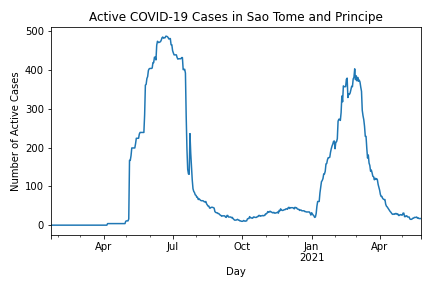 Active COVID-19 Cases in Sao Tome and Principe
Number of Active Cases
500
400
300
200
100
0
Apr
Jul
Oct
Jan
2021
Apr
Day